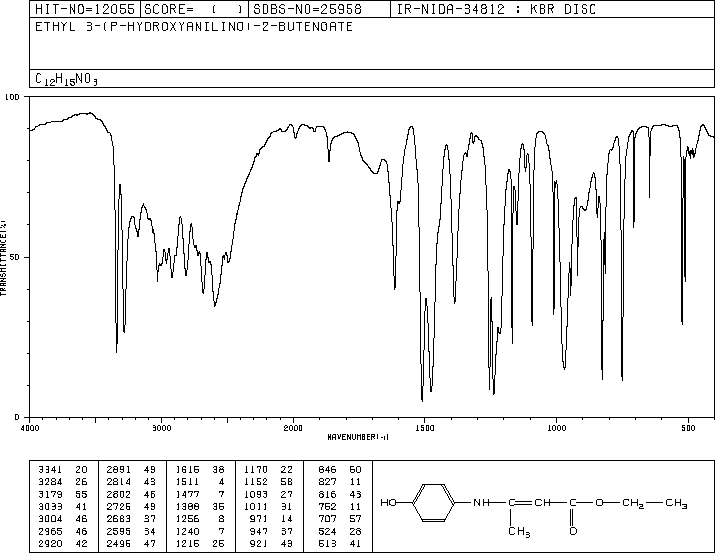 HIT-NO=12055 SCORE= ( ) SDBS-NO=25958 IR-NIDA-34812 : KBR DISC
ETHYL 3-(P-HYDROXYANILINO)-2-BUTENOATE
C12H15NO3
100
50
0
TRANSMITTANCE(%)
4000 3000 2000 1500 1000 500
WAVENUMBER(-1)
3341 20 2891 49 1615 38 1170 22 846 60
3284 26 2814 43 1511 4 1152 58 827 11
3179 55 2802 46 1477 7 1093 27 816 43
3033 41 2725 49 1388 35 1011 31 752 11
3004 46 2683 37 1256 8 971 14 707 57
2965 46 2595 34 1240 7 947 37 524 28
2920 42 2495 47 1215 25 921 43 513 41
HO NH C CH C O CH2 CH3
CH3 O